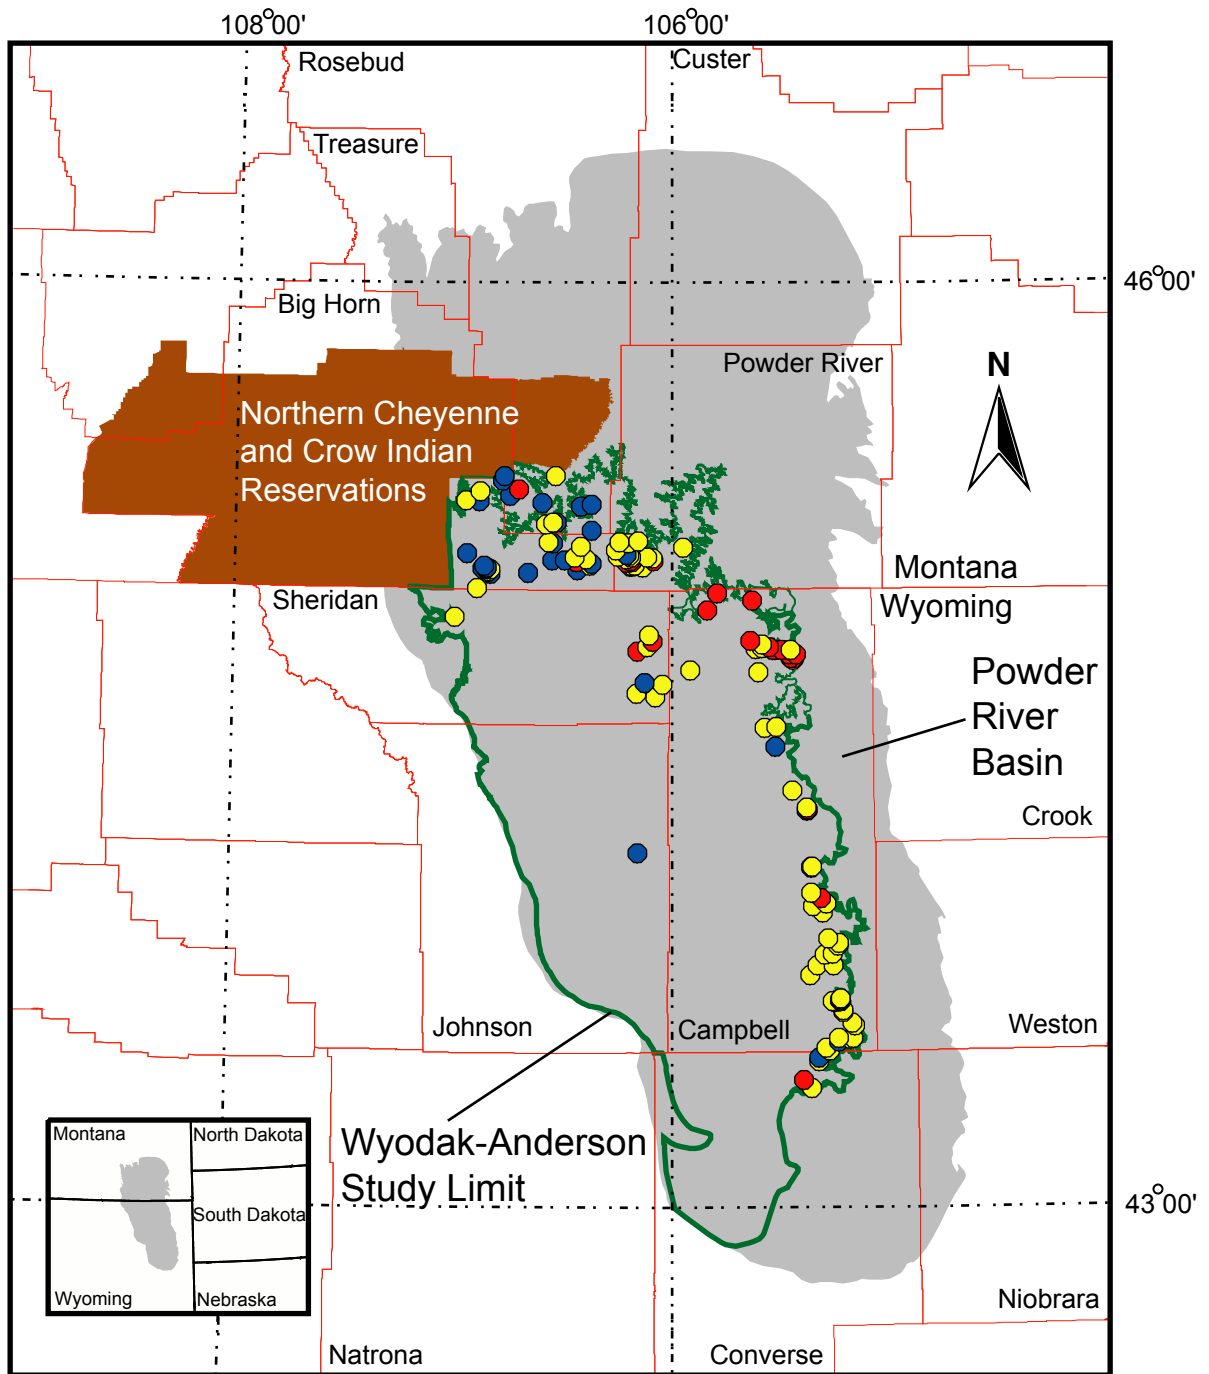 108°00'
106°00'
Rosebud
Custer
Treasure
46°00'
Big Horn
Powder River
N
Northern Cheyenne
and Crow Indian
Reservations
Montana
Sheridan
Wyoming
Powder
River
Basin
Crook
Johnson
Campbell
Weston
Wyodak-Anderson
Study Limit
Montana
North Dakota
South Dakota
Wyoming
Nebraska
43°00'
Niobrara
Natrona
Converse